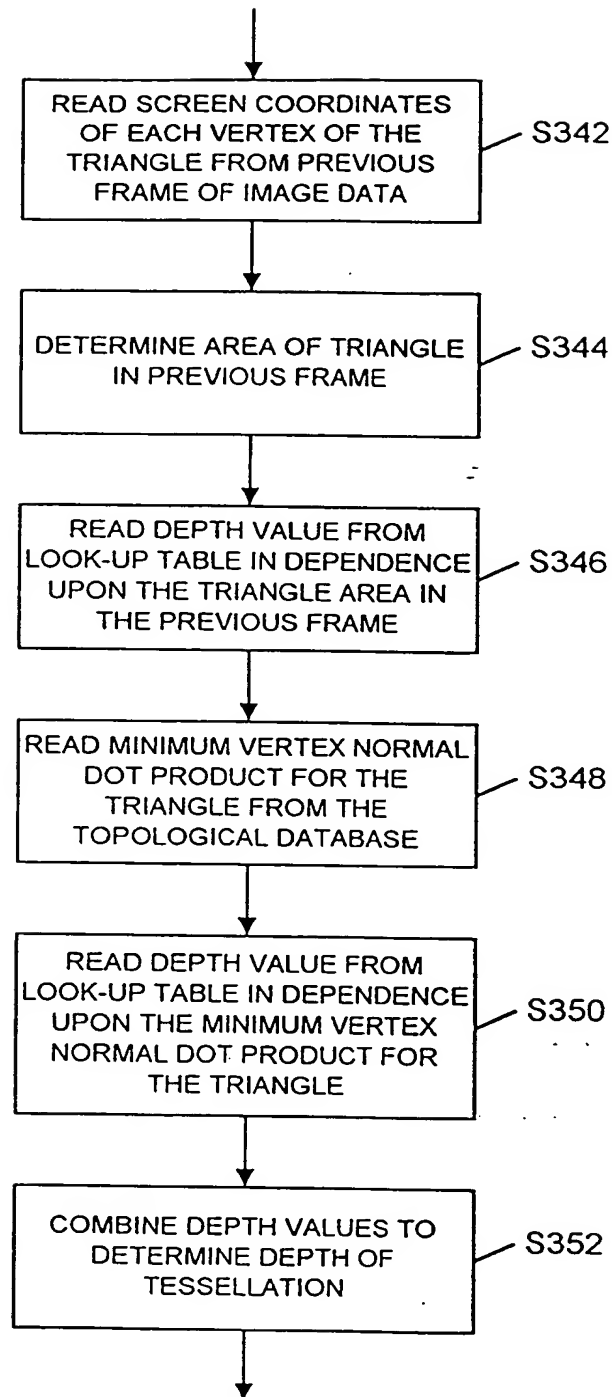 READ SCREEN COORDINATES
OF EACH VERTEX OF THE
TRIANGLE FROM PREVIOUS
FRAME OF IMAGE DATA
S342
DETERMINE AREA OF TRIANGLE
IN PREVIOUS FRAME
S344
READ DEPTH VALUE FROM
LOOK-UP TABLE IN DEPENDENCE
UPON THE TRIANGLE AREA IN
THE PREVIOUS FRAME
S346
READ MINIMUM VERTEX NORMAL
DOT PRODUCT FOR THE
TRIANGLE FROM THE
TOPOLOGICAL DATABASE
S348
READ DEPTH VALUE FROM
LOOK-UP TABLE IN DEPENDENCE
UPON THE MINIMUM VERTEX
NORMAL DOT PRODUCT FOR
THE TRIANGLE
S350
COMBINE DEPTH VALUES TO
DETERMINE DEPTH OF
TESSELLATION
S352